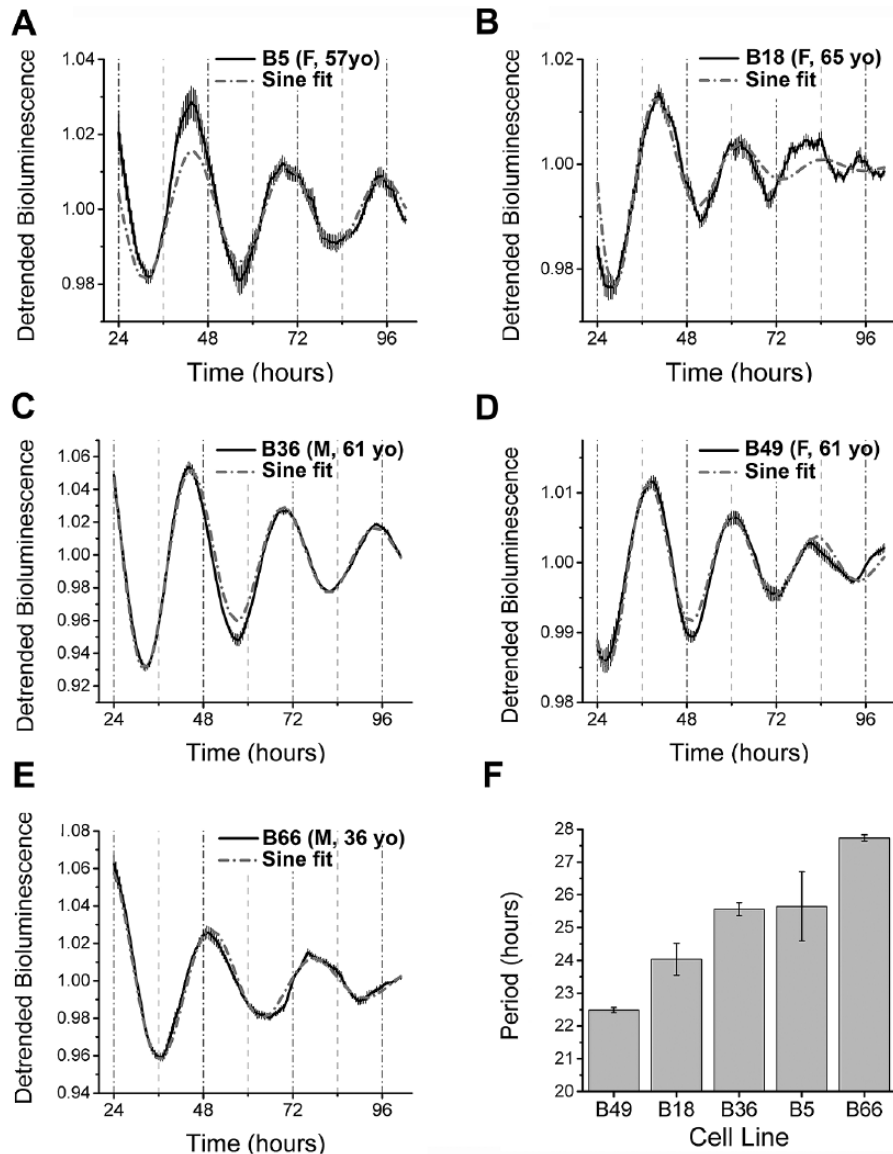 A
B5 (F, 57yo)
Sine fit
Detrended Bioluminescence
1.04
1.02
1.00
0.98
24
48
72
96
Time (hours)
B
B18 (F, 65 yo)
Sine fit
Detrended Bioluminescence
1.02
1.00
0.98
24
48
72
96
Time (hours)
C
B36 (M, 61 yo)
Sine fit
Detrended Bioluminescence
1.06
1.04
1.02
1.00
0.98
0.96
0.94
0.92
24
48
72
96
Time (hours)
D
B49 (F, 61 yo)
Sine fit
Detrended Bioluminescence
1.01
1.00
0.99
0.98
24
48
72
96
Time (hours)
E
B66 (M, 36 yo)
Sine fit
Detrended Bioluminescence
1.08
1.06
1.04
1.02
1.00
0.98
0.96
0.94
24
48
72
96
Time (hours)
F
Period (hours)
28
27
26
25
24
23
22
21
20
B49
B18
B36
B5
B66
Cell Line